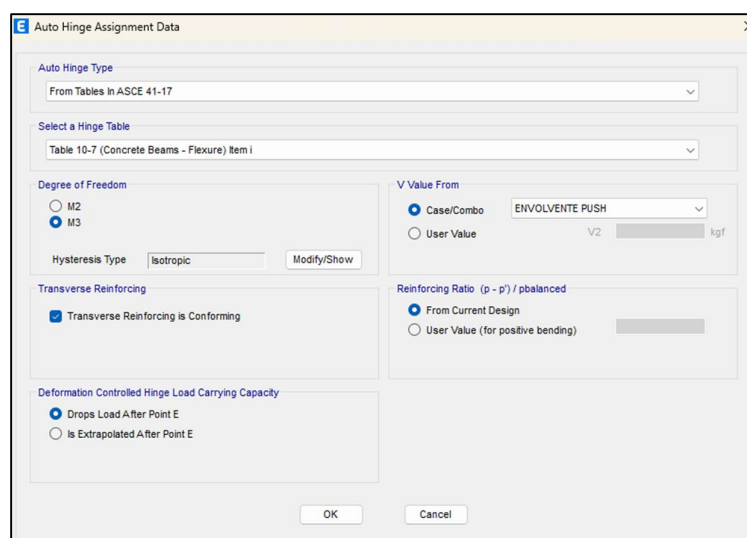 E Auto Hinge Assignment Data
Auto Hinge Type
From Tables In ASCE 41-17
Select a Hinge Table
Table 10-7 (Concrete Beams - Flexure) Item i
Degree of Freedom
M2
M3
Hysteresis Type Isotropic Modify/Show
V Value From
Case/Combo ENVOLVENTE PUSH
User Value V2 kgf
Transverse Reinforcing
Transverse Reinforcing is Conforming
Reinforcing Ratio (p - p') / pbalanced
From Current Design
User Value (for positive bending)
Deformation Controlled Hinge Load Carrying Capacity
Drops Load After Point E
Is Extrapolated After Point E
OK Cancel